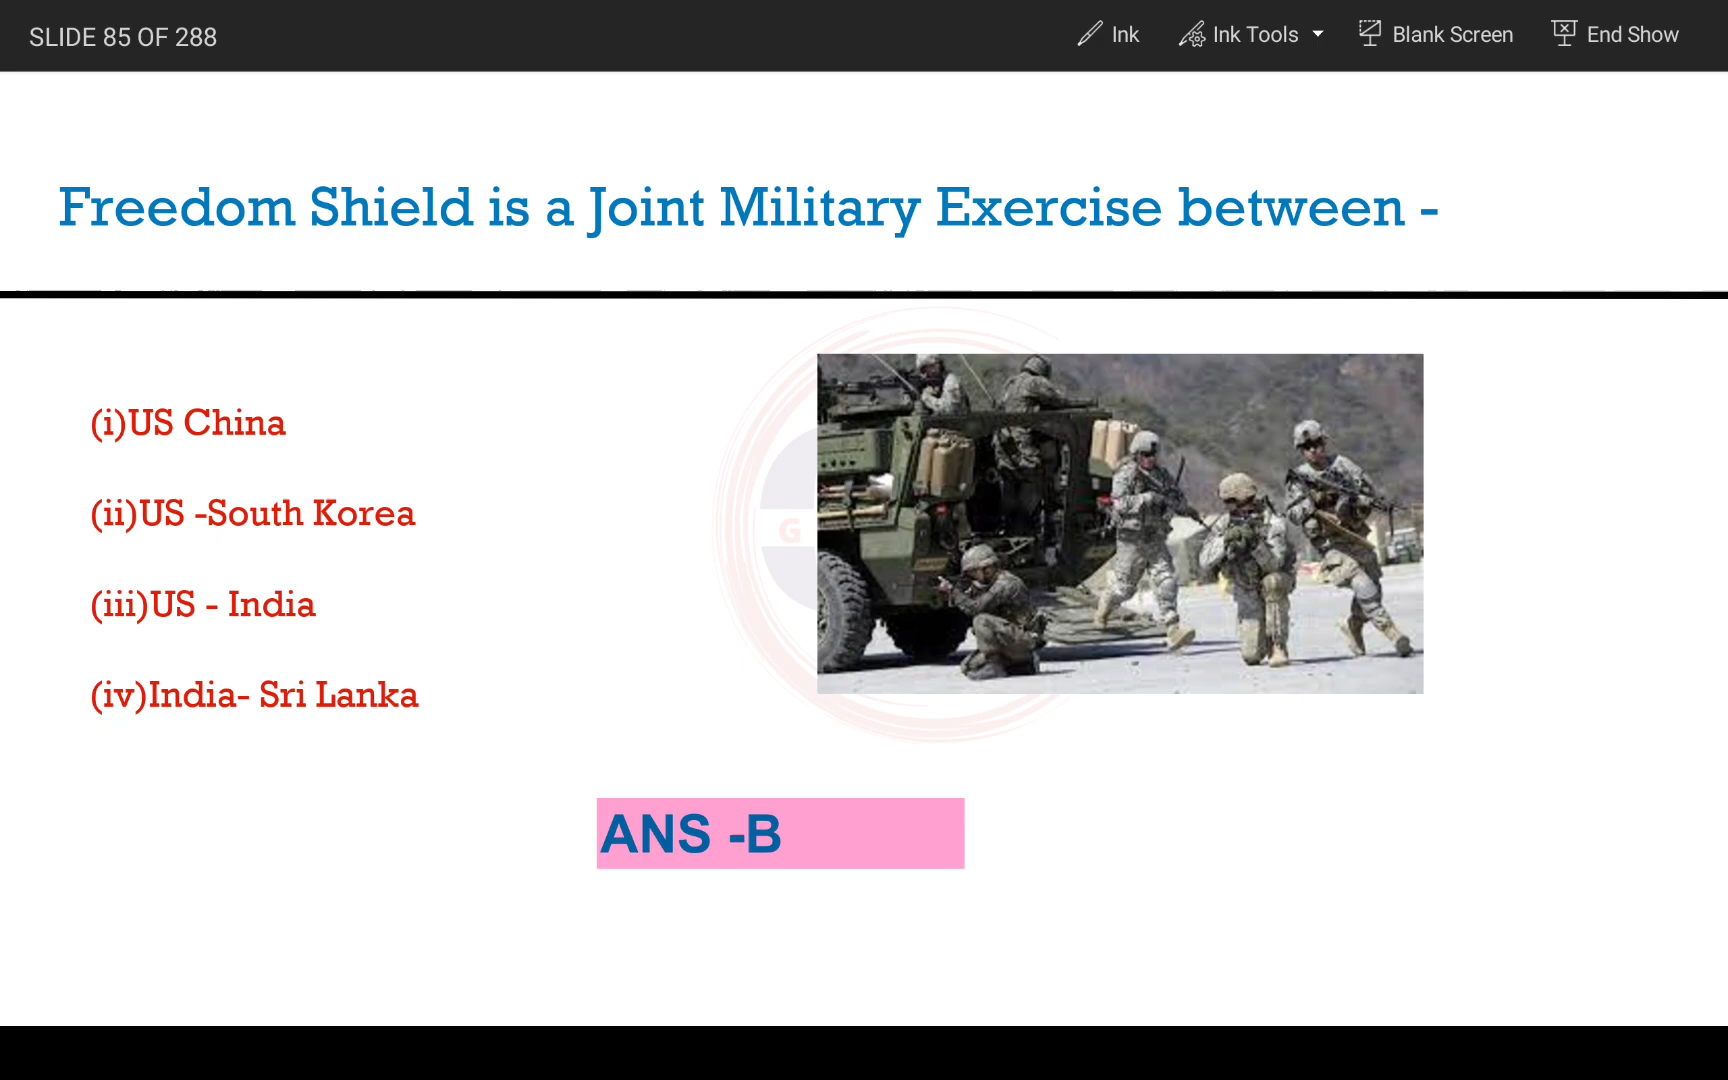 SLIDE 85 OF 288
Ink
Ink Tools
Blank Screen
End Show
Freedom Shield is a Joint Military Exercise between -
(i)US China
(ii)US -South Korea
(iii)US - India
(iv)India- Sri Lanka
G
ANS -B